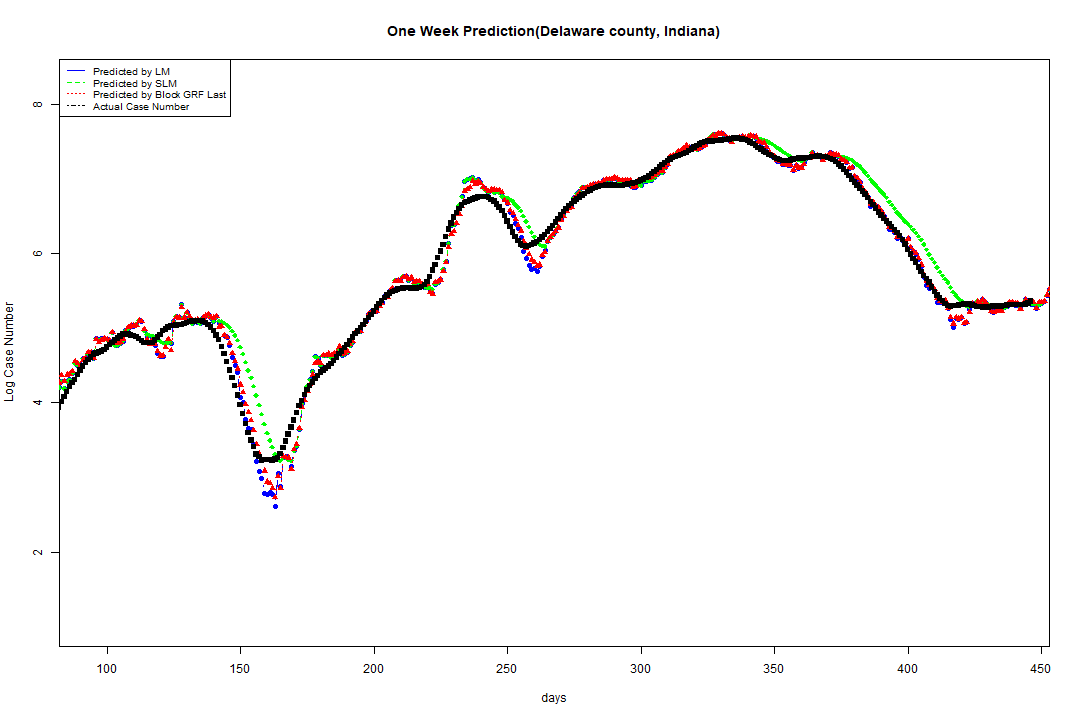 One Week Prediction(Delaware county, Indiana)
Predicted by LM
Predicted by SLM
Predicted by Block GRF Last
Actual Case Number
8
6
4
2
Log Case Number
100 150 200 250 300 350 400 450
days